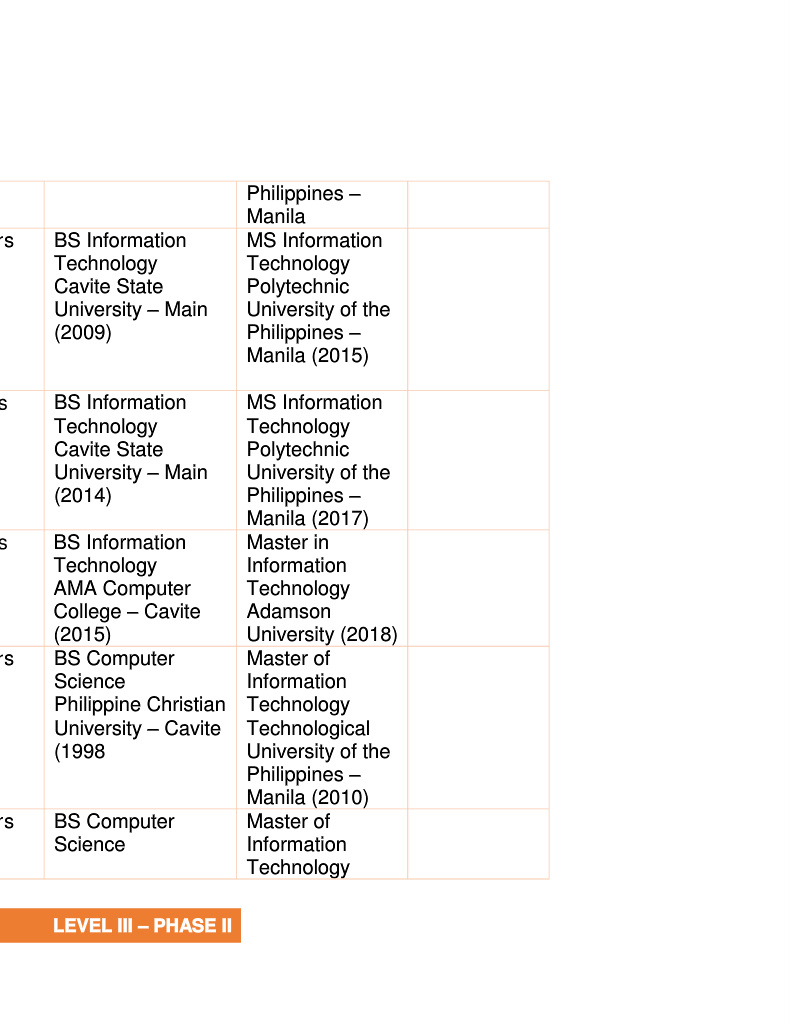 Philippines –
Manila
rs
BS Information
Technology
Cavite State
University – Main
(2009)
MS Information
Technology
Polytechnic
University of the
Philippines –
Manila (2015)
s
BS Information
Technology
Cavite State
University – Main
(2014)
MS Information
Technology
Polytechnic
University of the
Philippines –
Manila (2017)
s
BS Information
Technology
AMA Computer
College – Cavite
(2015)
Master in
Information
Technology
Adamson
University (2018)
rs
BS Computer
Science
Philippine Christian
University – Cavite
(1998
Master of
Information
Technology
Technological
University of the
Philippines –
Manila (2010)
rs
BS Computer
Science
Master of
Information
Technology
LEVEL III – PHASE II